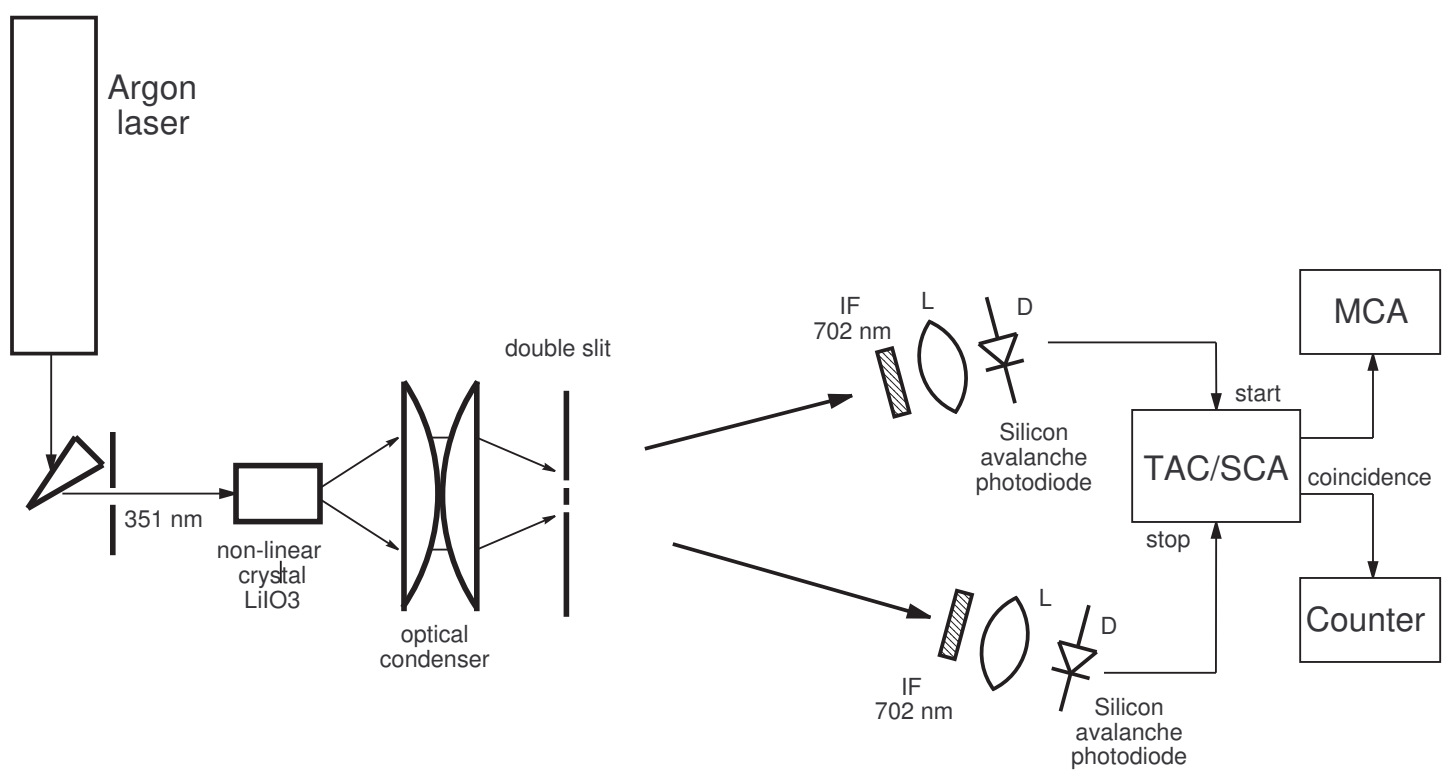 Argon
laser
351 nm
non-linear
crystal
LiIO3
optical
condenser
double slit
IF
702 nm
L
D
Silicon
avalanche
photodiode
IF
702 nm
L
D
Silicon
avalanche
photodiode
start
TAC/SCA
stop
coincidence
MCA
Counter